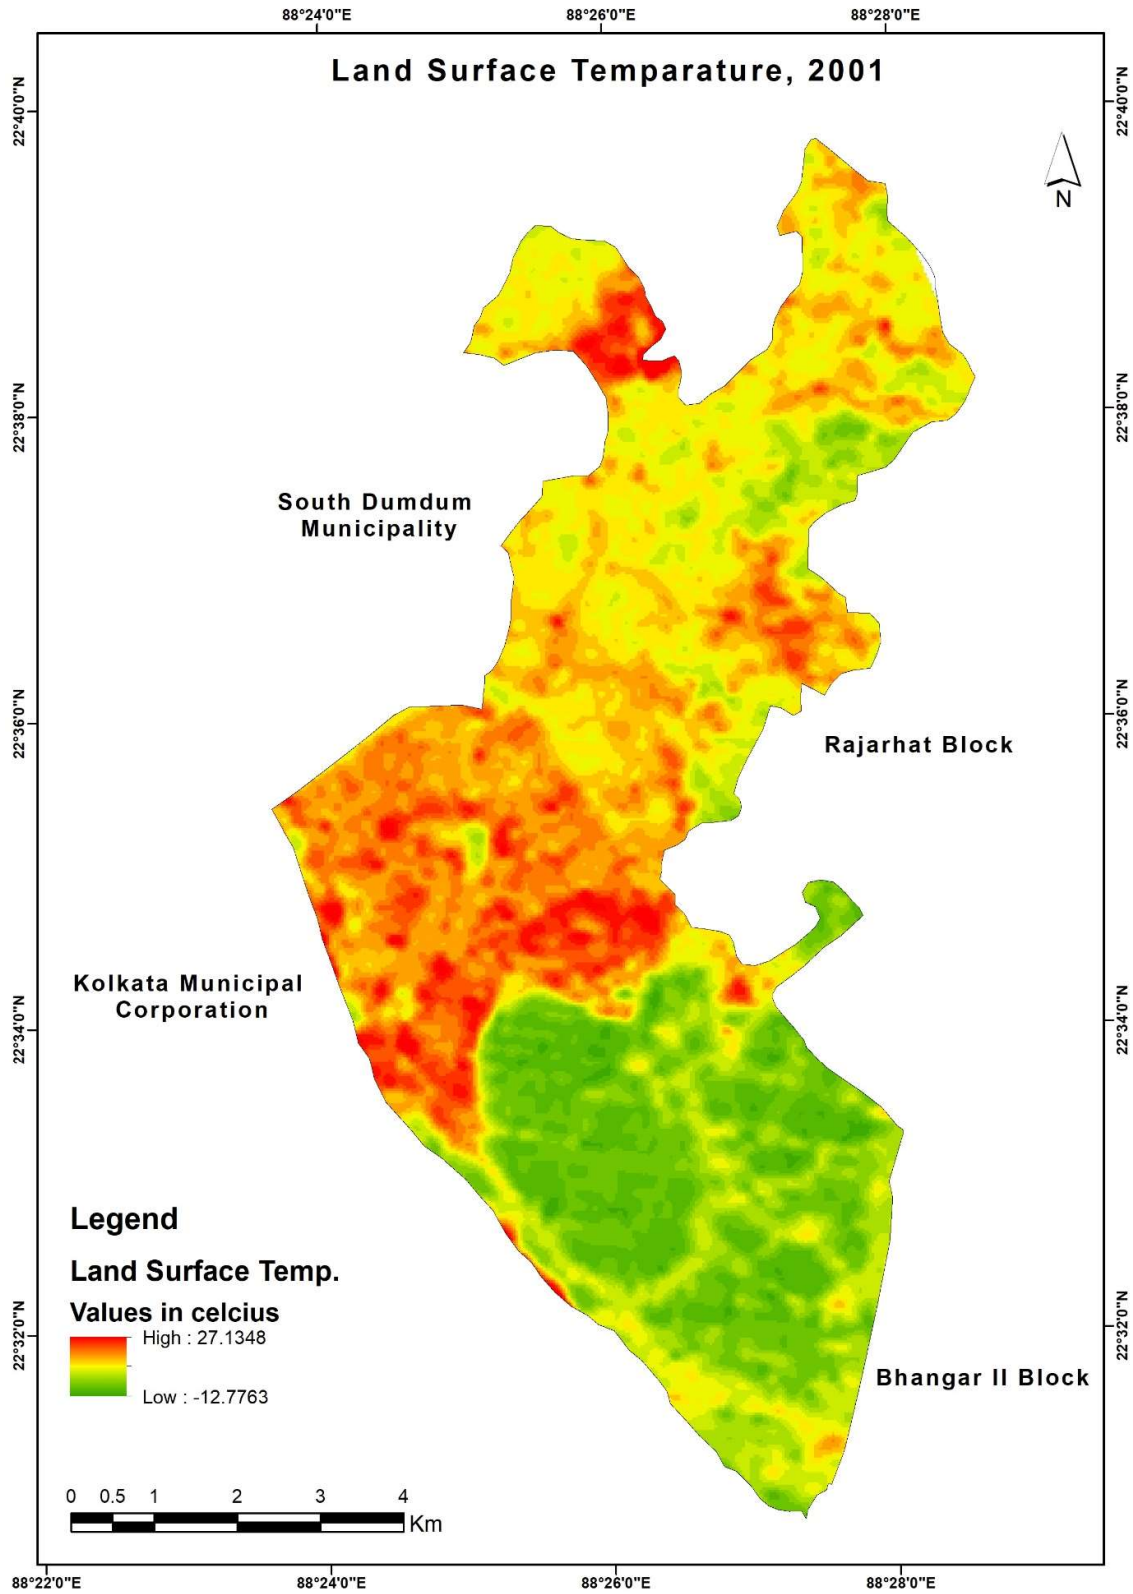 88°24'0"E
88°26'0"E
88°28'0"E
Land Surface Temparature, 2001
22°40'0"N
22°40'0"N
N
22°38'0"N
22°38'0"N
South Dumdum
Municipality
22°36'0"N
22°36'0"N
Rajarhat Block
Kolkata Municipal
Corporation
22°34'0"N
22°34'0"N
Legend
Land Surface Temp.
Values in celcius
High : 27.1348
Low : -12.7763
22°32'0"N
22°32'0"N
Bhangar II Block
0 0.5 1 2 3 4
Km
88°22'0"E
88°24'0"E
88°26'0"E
88°28'0"E